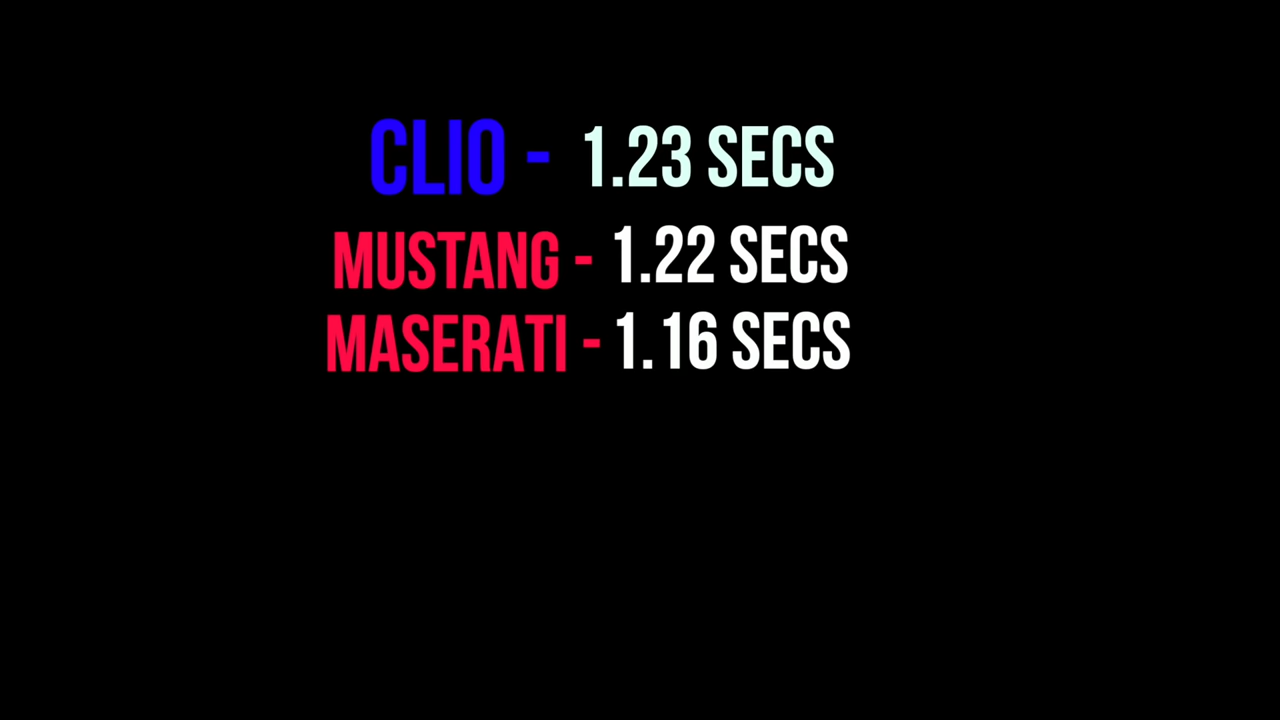 CLIO - 1.23 SECS
MUSTANG - 1.22 SECS
MASERATI - 1.16 SECS